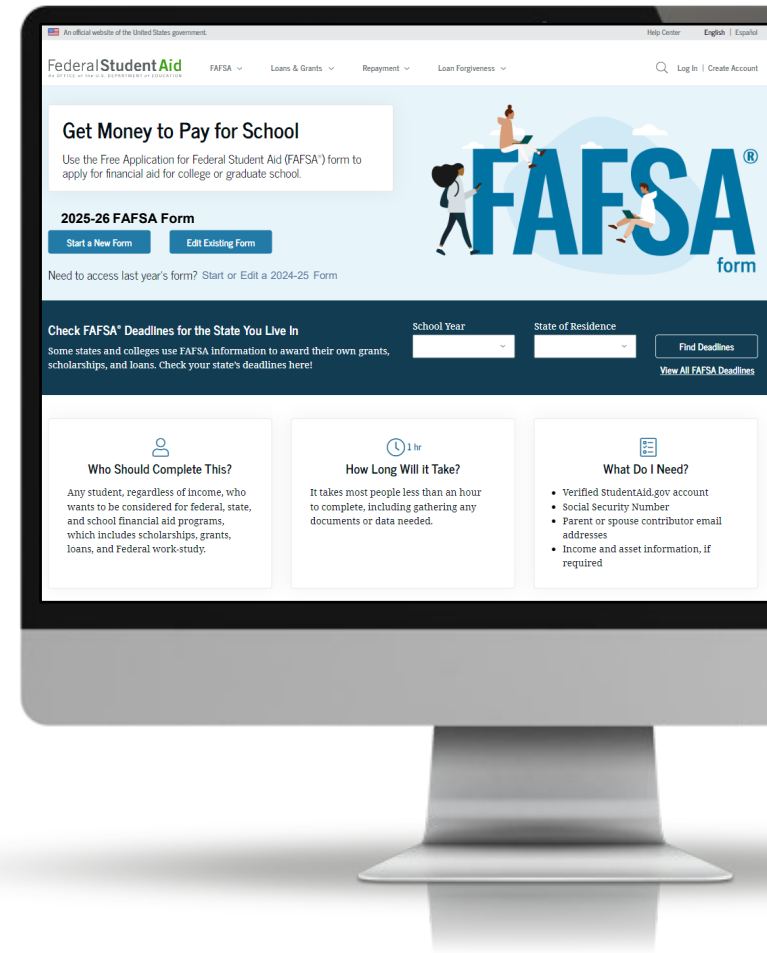 An official website of the United States government.
Help Center English | Español
Federal Student Aid
An OFFICE of the U.S. DEPARTMENT of EDUCATION
FAFSA
Loans & Grants
Repayment
Loan Forgiveness
Log In | Create Account
Get Money to Pay for School
Use the Free Application for Federal Student Aid (FAFSA®) form to
apply for financial aid for college or graduate school.
2025-26 FAFSA Form
Start a New Form
Edit Existing Form
Need to access last year's form? Start or Edit a 2024-25 Form
FAFSA®
form
Check FAFSA® Deadlines for the State You Live In
Some states and colleges use FAFSA information to award their own grants,
scholarships, and loans. Check your state's deadlines here!
School Year
State of Residence
Find Deadlines
View All FAFSA Deadlines
Who Should Complete This?
Any student, regardless of income, who
wants to be considered for federal, state,
and school financial aid programs,
which includes scholarships, grants,
loans, and Federal work-study.
1 hr
How Long Will it Take?
It takes most people less than an hour
to complete, including gathering any
documents or data needed.
What Do I Need?
• Verified StudentAid.gov account
• Social Security Number
• Parent or spouse contributor email
addresses
• Income and asset information, if
required